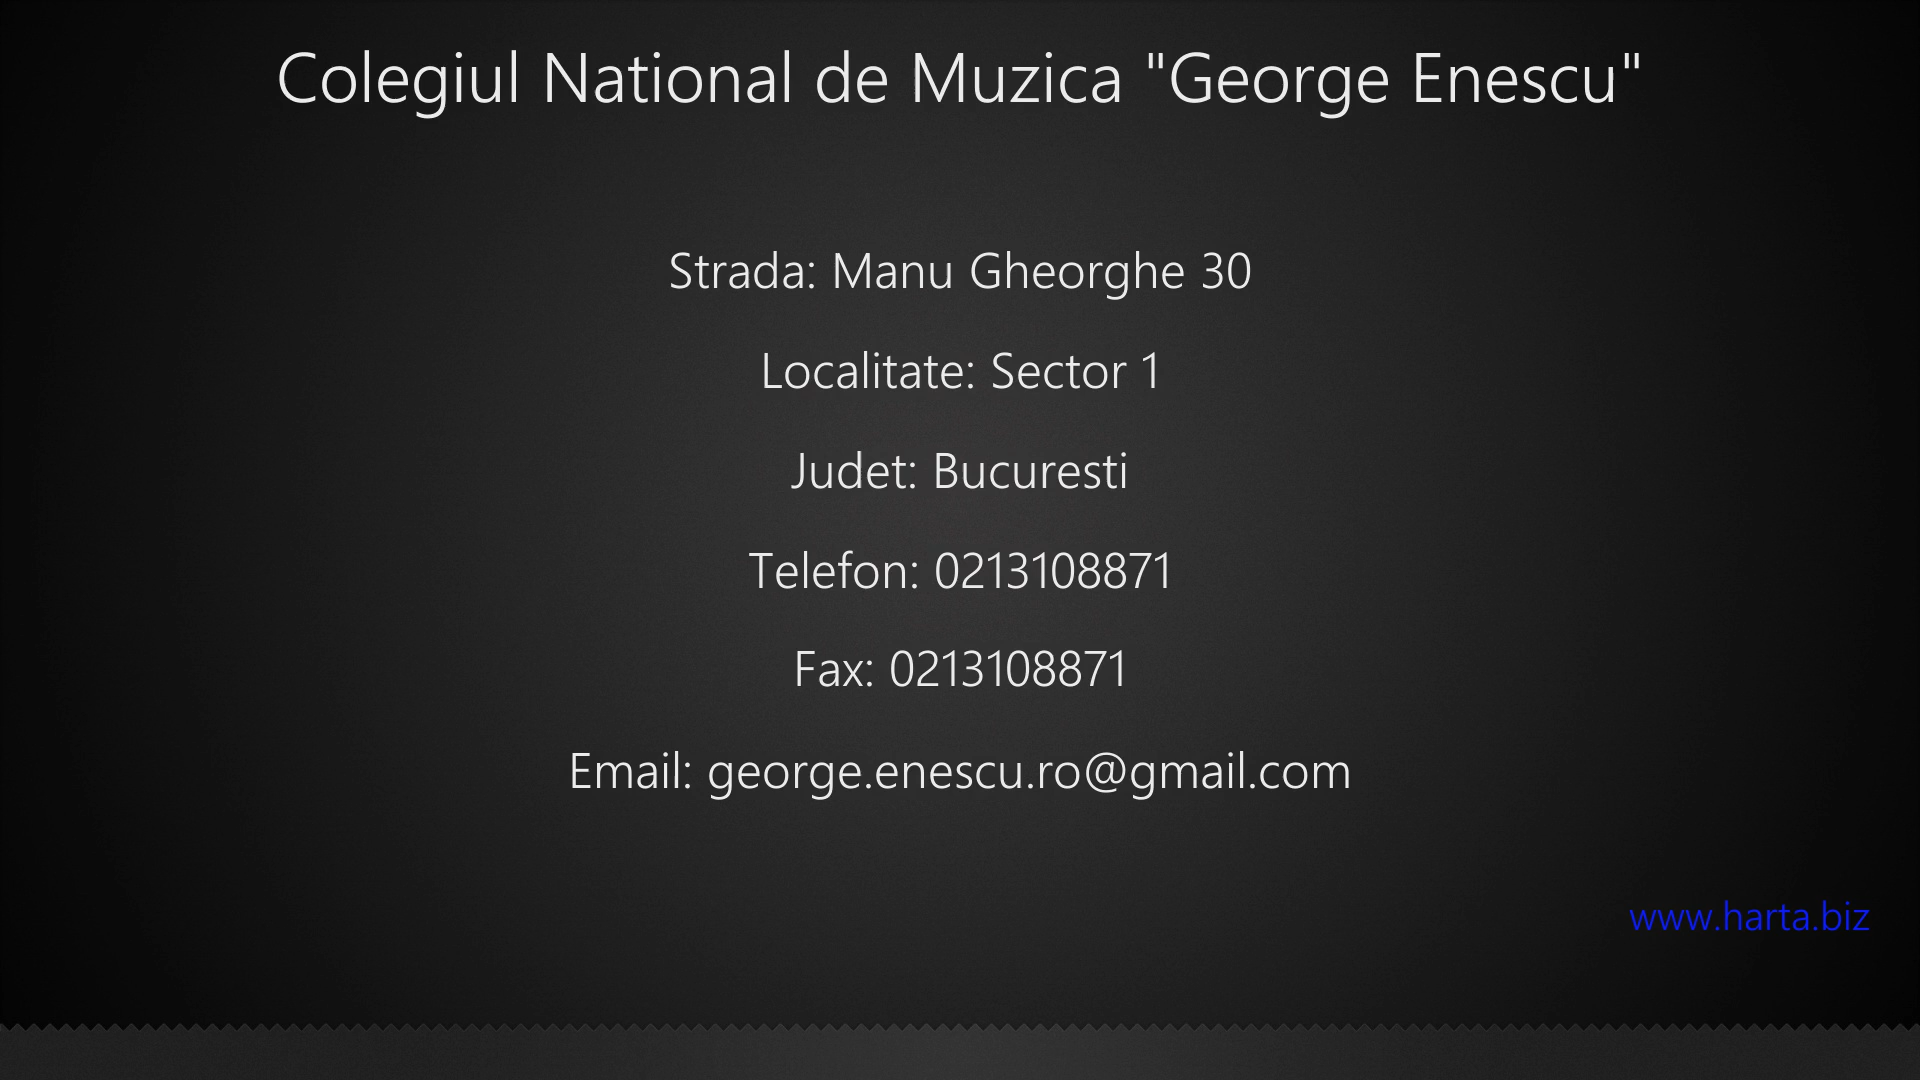 Colegiul National de Muzica "George Enescu"
Strada: Manu Gheorghe 30
Localitate: Sector 1
Judet: Bucuresti
Telefon: 0213108871
Fax: 0213108871
Email: george.enescu.ro@gmail.com
www.harta.biz